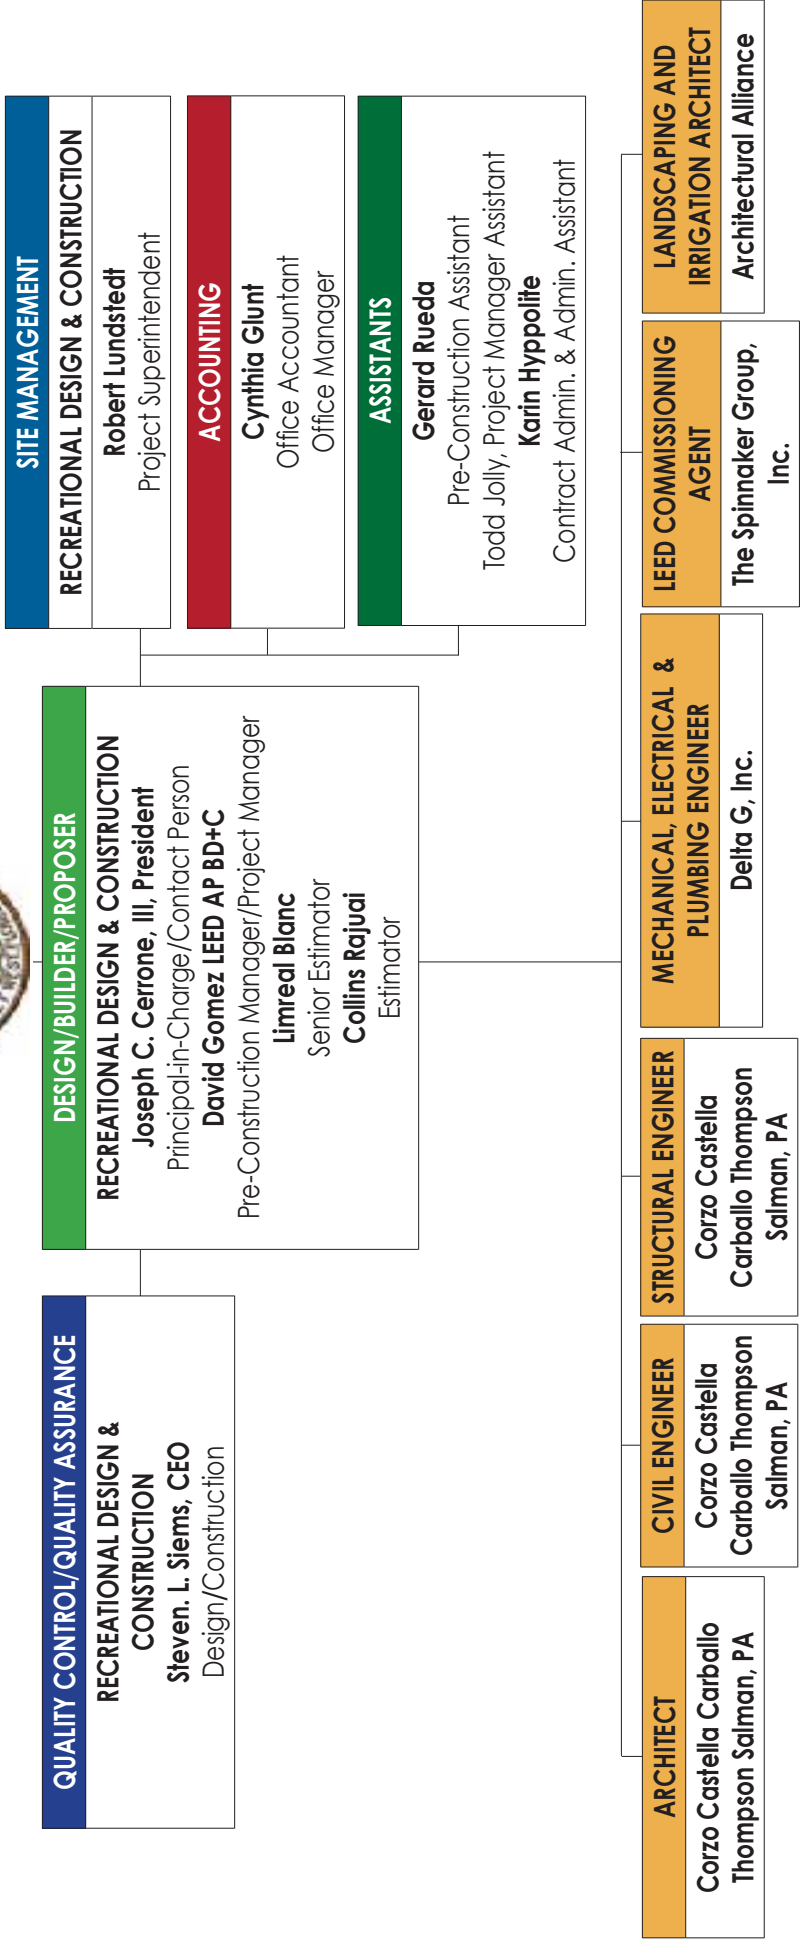 QUALITY CONTROL/QUALITY ASSURANCE
RECREATIONAL DESIGN &
CONSTRUCTION
Steven. L. Siems, CEO
Design/Construction
DESIGN/BUILDER/PROPOSER
RECREATIONAL DESIGN & CONSTRUCTION
Joseph C. Cerrone, III, President
Principal-in-Charge/Contact Person
David Gomez LEED AP BD+C
Pre-Construction Manager/Project Manager
Limreal Blanc
Senior Estimator
Collins Rajuai
Estimator
SITE MANAGEMENT
RECREATIONAL DESIGN & CONSTRUCTION
Robert Lundstedt
Project Superintendent
ACCOUNTING
Cynthia Glunt
Office Accountant
Office Manager
ASSISTANTS
Gerard Rueda
Pre-Construction Assistant
Todd Jolly, Project Manager Assistant
Karin Hyppolite
Contract Admin. & Admin. Assistant
ARCHITECT
Corzo Castella Carballo
Thompson Salman, PA
CIVIL ENGINEER
Corzo Castella
Carballo Thompson
Salman, PA
STRUCTURAL ENGINEER
Corzo Castella
Carballo Thompson
Salman, PA
MECHANICAL, ELECTRICAL &
PLUMBING ENGINEER
Delta G, Inc.
LEED COMMISSIONING
AGENT
The Spinnaker Group,
Inc.
LANDSCAPING AND
IRRIGATION ARCHITECT
Architectural Alliance